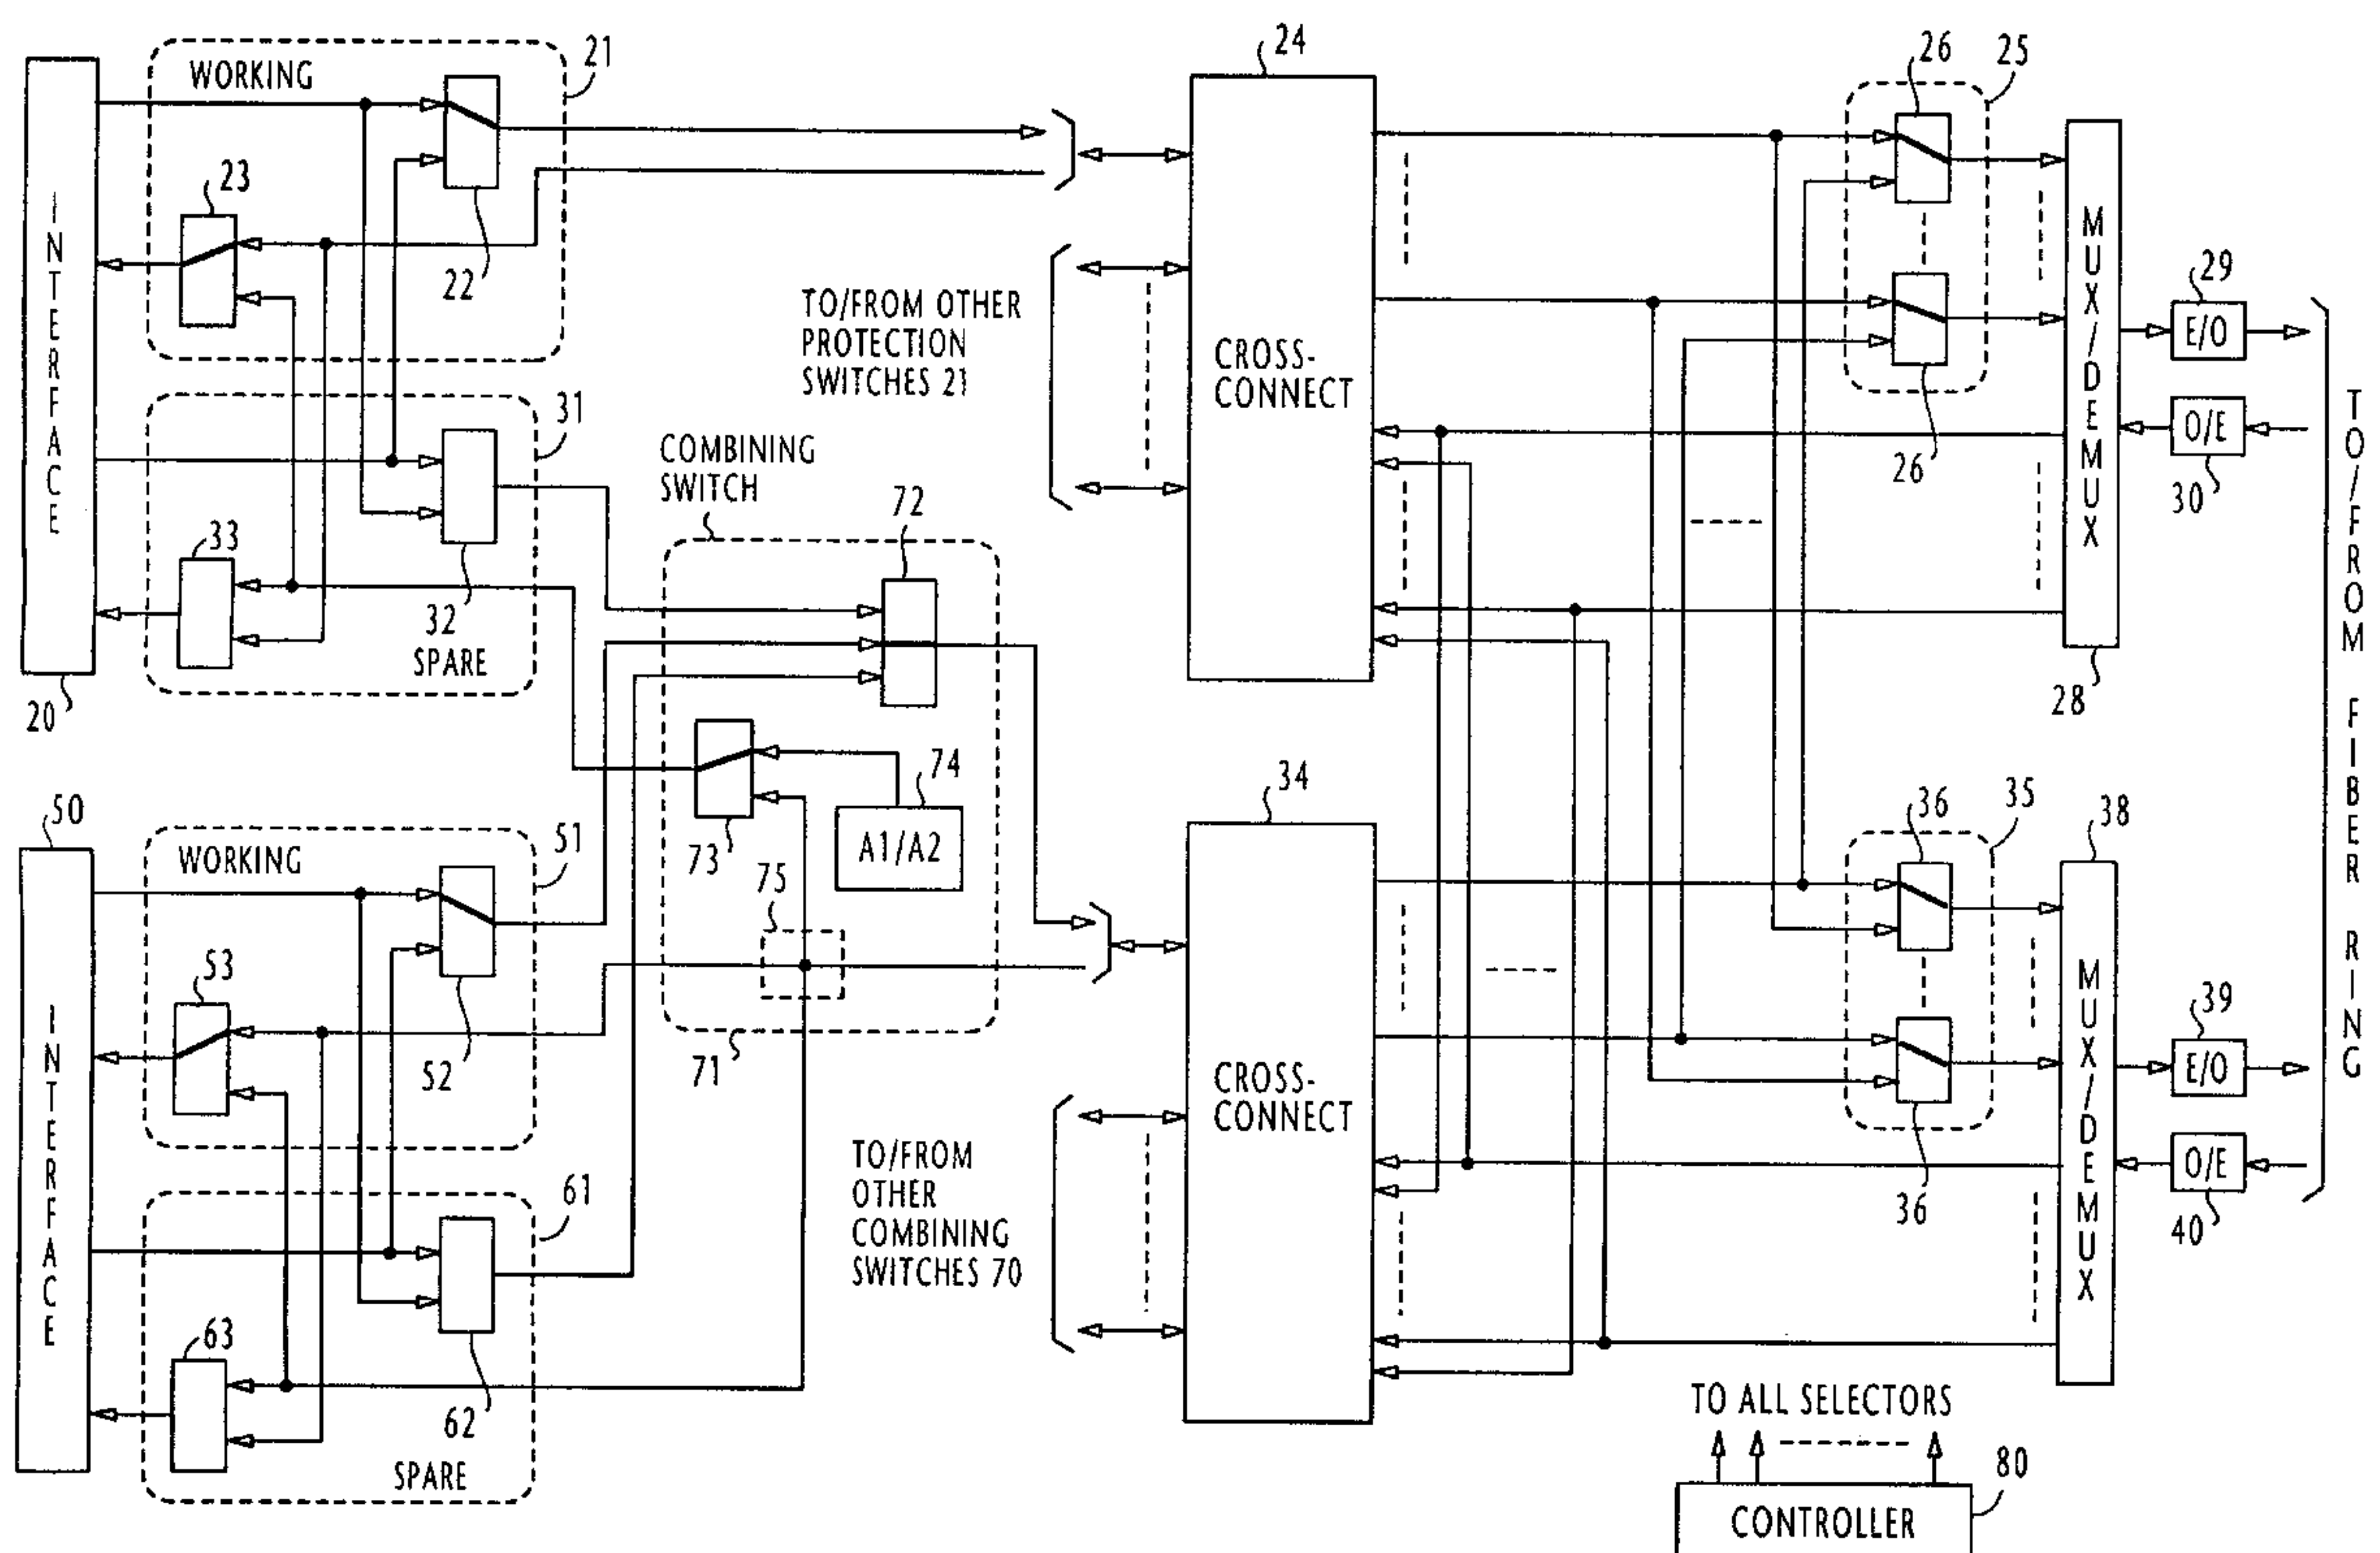 WORKING
21
INTERFACE
23
22
20
31
33
32
SPARE
COMBINING
SWITCH
72
73
74
A1/A2
75
71
50
INTERFACE
WORKING
51
53
52
61
63
62
SPARE
24
CROSS-
CONNECT
TO/FROM OTHER
PROTECTION
SWITCHES 21
26
25
26
MUX/DEMUX
28
29
E/O
O/E
30
TO/FROM FIBER RING
34
CROSS-
CONNECT
TO/FROM
OTHER
COMBINING
SWITCHES 70
36
35
36
38
MUX/DEMUX
39
E/O
O/E
40
TO ALL SELECTORS
80
CONTROLLER